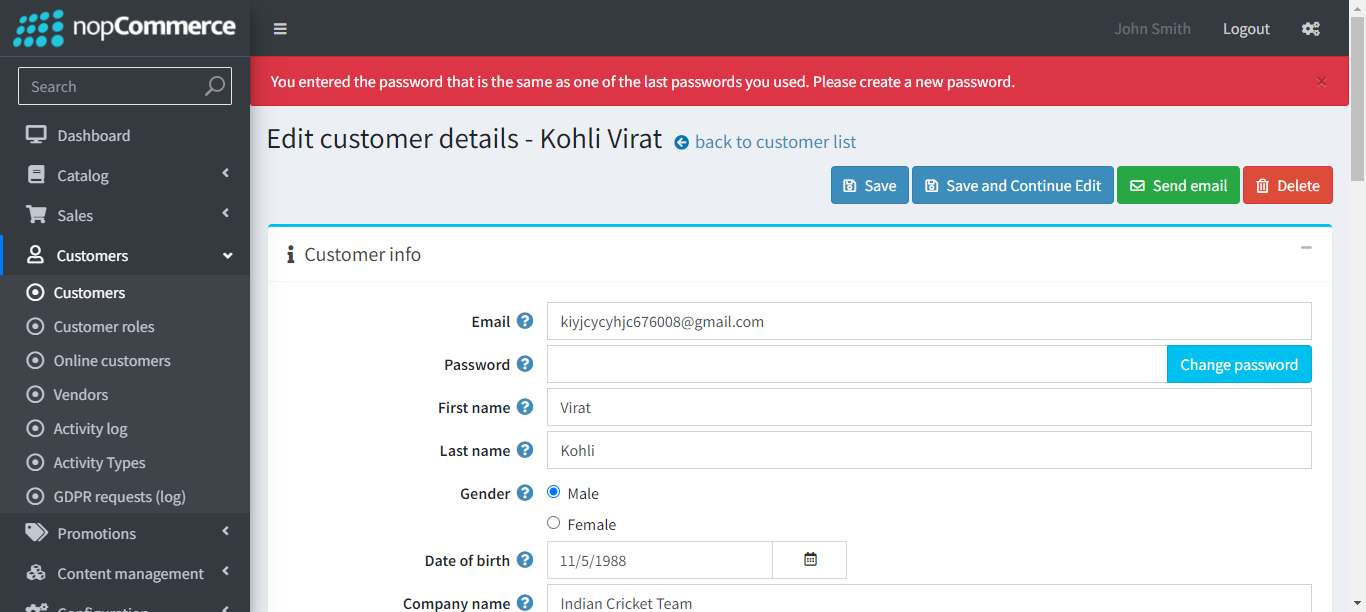 nopCommerce
John Smith
Logout
Search
You entered the password that is the same as one of the last passwords you used. Please create a new password.
×
Dashboard
Catalog
Sales
Customers
Customers
Customer roles
Online customers
Vendors
Activity log
Activity Types
GDPR requests (log)
Promotions
Content management
Configuration
Edit customer details - Kohli Virat back to customer list
Save
Save and Continue Edit
Send email
Delete
Customer info
Email kiyjcycyhjc676008@gmail.com
Password Change password
First name Virat
Last name Kohli
Gender Male
Female
Date of birth 11/5/1988
Company name Indian Cricket Team